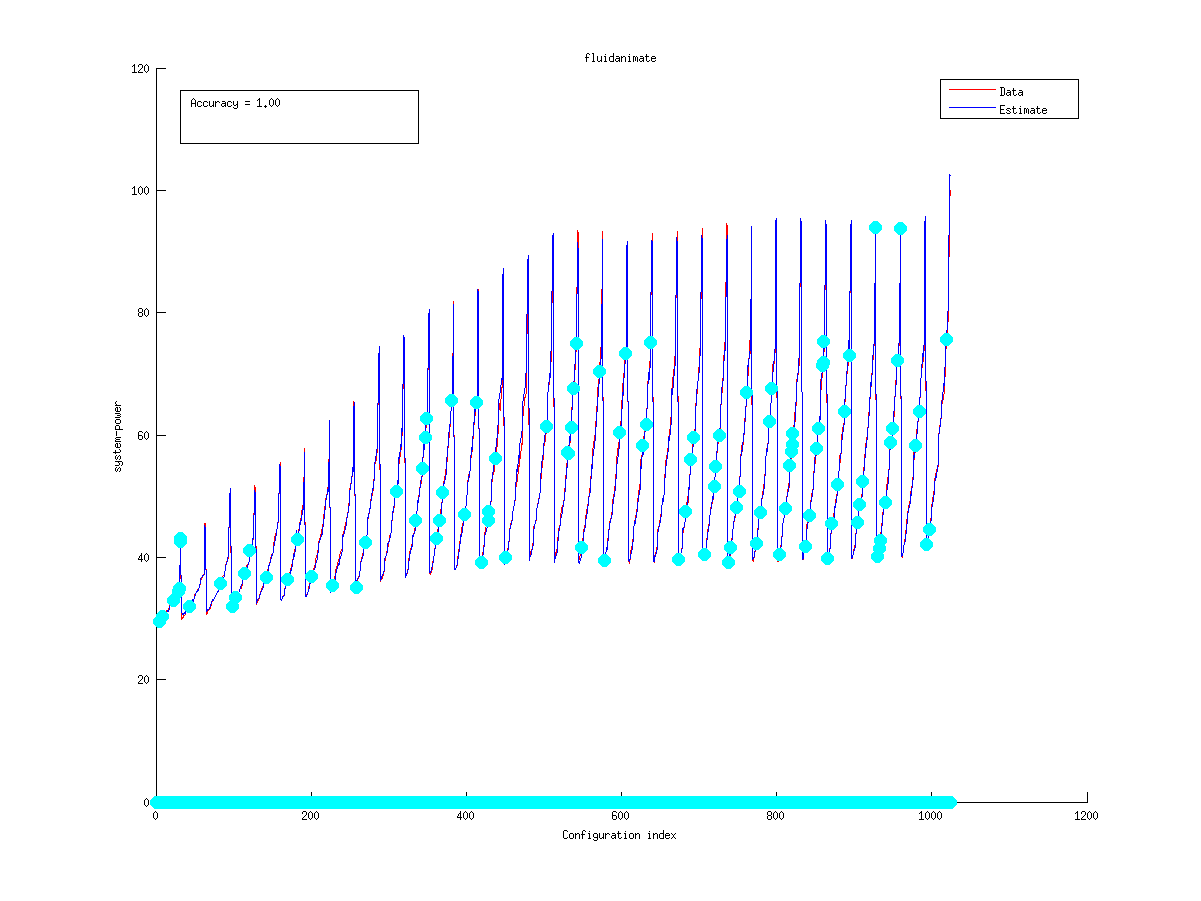 fluidanimate
Accuracy = 1.00
Data
Estimate
120
100
80
60
40
20
0
system-power
0 200 400 600 800 1000 1200
Configuration index